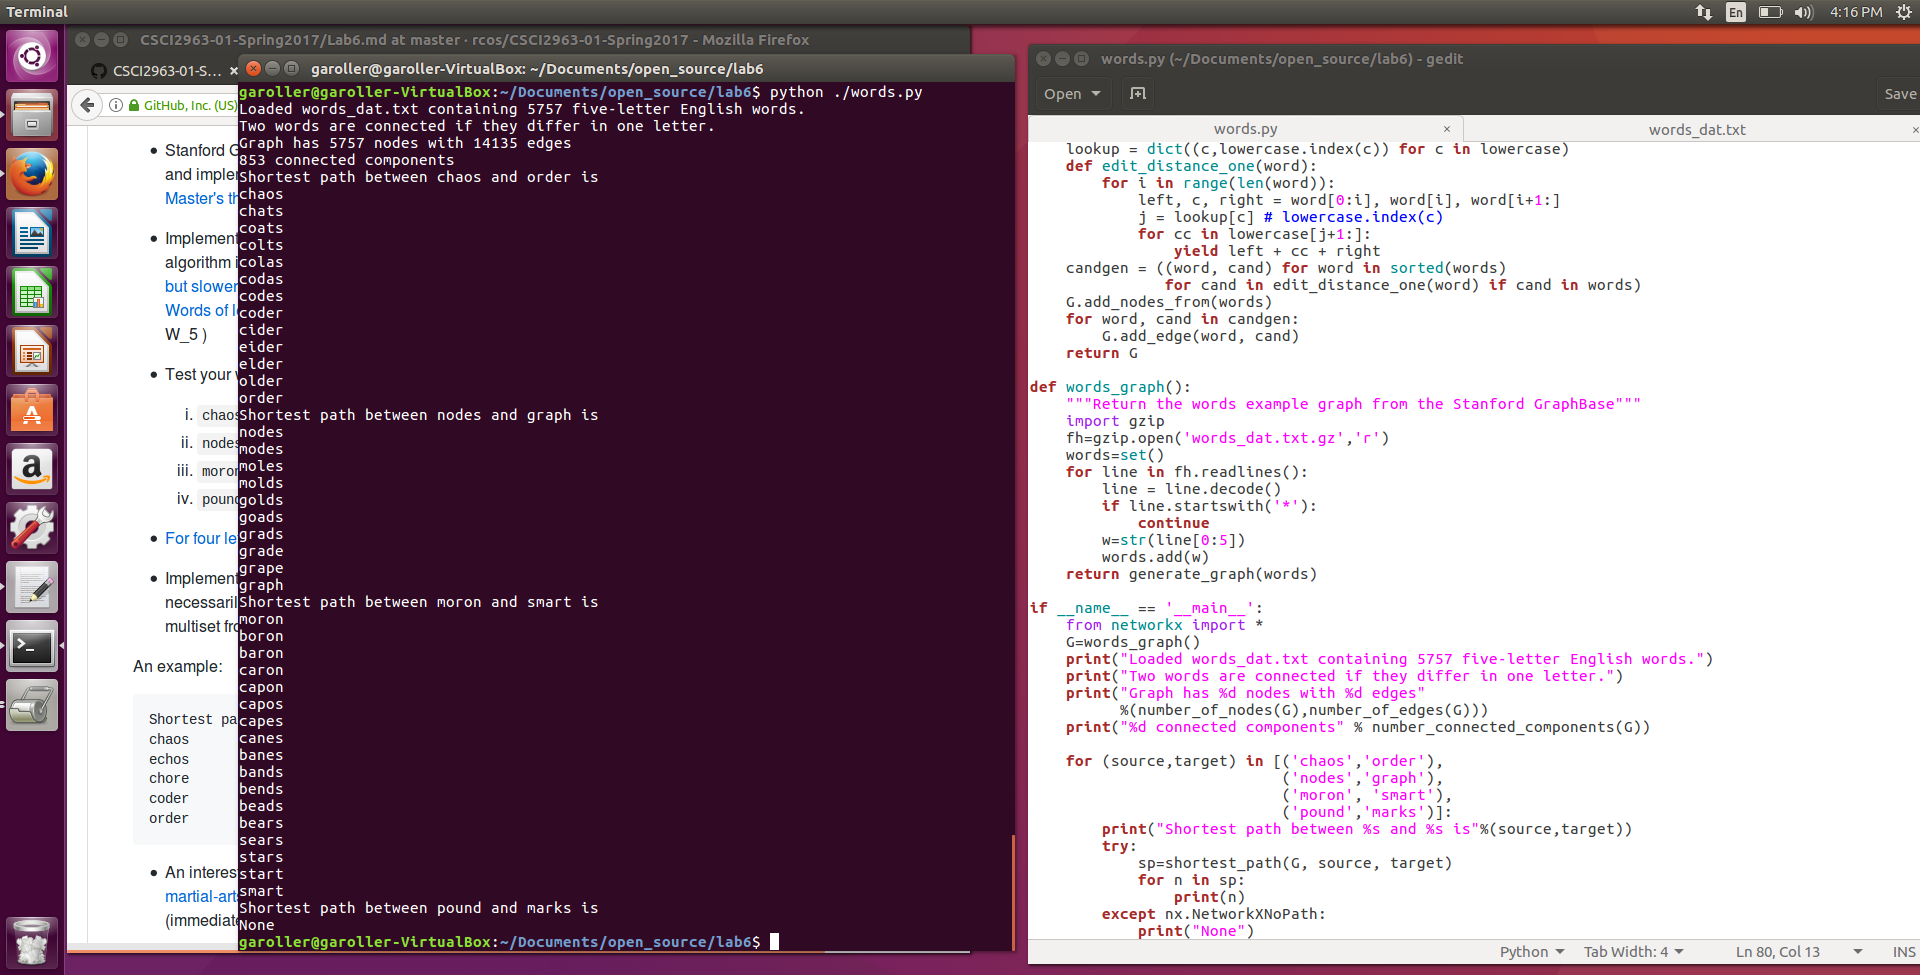 Terminal
En
4:16 PM
CSCI2963-01-Spring2017/Lab6.md at master · rcos/CSCI2963-01-Spring2017 - Mozilla Firefox
CSCI2963-01-S...
GitHub, Inc. (US)
Stanford G
and implem
Master's th
Implement
algorithm i
but slower
Words of l
W_5 )
Test your
i. chaos
ii. nodes
iii. moron
iv. pound
For four le
Implement
necessaril
multiset fro
An example:
Shortest pa
chaos
echos
chore
coder
order
An interes
martial-arts
(immediate
garoller@garoller-VirtualBox: ~/Documents/open_source/lab6
garoller@garoller-VirtualBox:~/Documents/open_source/lab6$ python ./words.py
Loaded words_dat.txt containing 5757 five-letter English words.
Two words are connected if they differ in one letter.
Graph has 5757 nodes with 14135 edges
853 connected components
Shortest path between chaos and order is
chaos
chats
coats
colts
colas
codas
codes
coder
cider
eider
elder
older
order
Shortest path between nodes and graph is
nodes
modes
moles
molds
golds
goads
grads
grade
grape
graph
Shortest path between moron and smart is
moron
boron
baron
caron
capon
capos
capes
canes
banes
bands
bends
beads
bears
sears
stars
start
smart
Shortest path between pound and marks is
None
garoller@garoller-VirtualBox:~/Documents/open_source/lab6$
words.py (~/Documents/open_source/lab6) - gedit
Open
Save
words.py
words_dat.txt
lookup = dict((c,lowercase.index(c)) for c in lowercase)
def edit_distance_one(word):
for i in range(len(word)):
left, c, right = word[0:i], word[i], word[i+1:]
j = lookup[c] # lowercase.index(c)
for cc in lowercase[j+1:]:
yield left + cc + right
candgen = ((word, cand) for word in sorted(words)
for cand in edit_distance_one(word) if cand in words)
G.add_nodes_from(words)
for word, cand in candgen:
G.add_edge(word, cand)
return G
def words_graph():
"""Return the words example graph from the Stanford GraphBase"""
import gzip
fh=gzip.open('words_dat.txt.gz','r')
words=set()
for line in fh.readlines():
line = line.decode()
if line.startswith('*'):
continue
w=str(line[0:5])
words.add(w)
return generate_graph(words)
if __name__ == '__main__':
from networkx import *
G=words_graph()
print("Loaded words_dat.txt containing 5757 five-letter English words.")
print("Two words are connected if they differ in one letter.")
print("Graph has %d nodes with %d edges"
%(number_of_nodes(G),number_of_edges(G)))
print("%d connected components" % number_connected_components(G))
for (source,target) in [('chaos','order'),
('nodes','graph'),
('moron', 'smart'),
('pound','marks')]:
print("Shortest path between %s and %s is"%(source,target))
try:
sp=shortest_path(G, source, target)
for n in sp:
print(n)
except nx.NetworkXNoPath:
print("None")
Python
Tab Width: 4
Ln 80, Col 13
INS